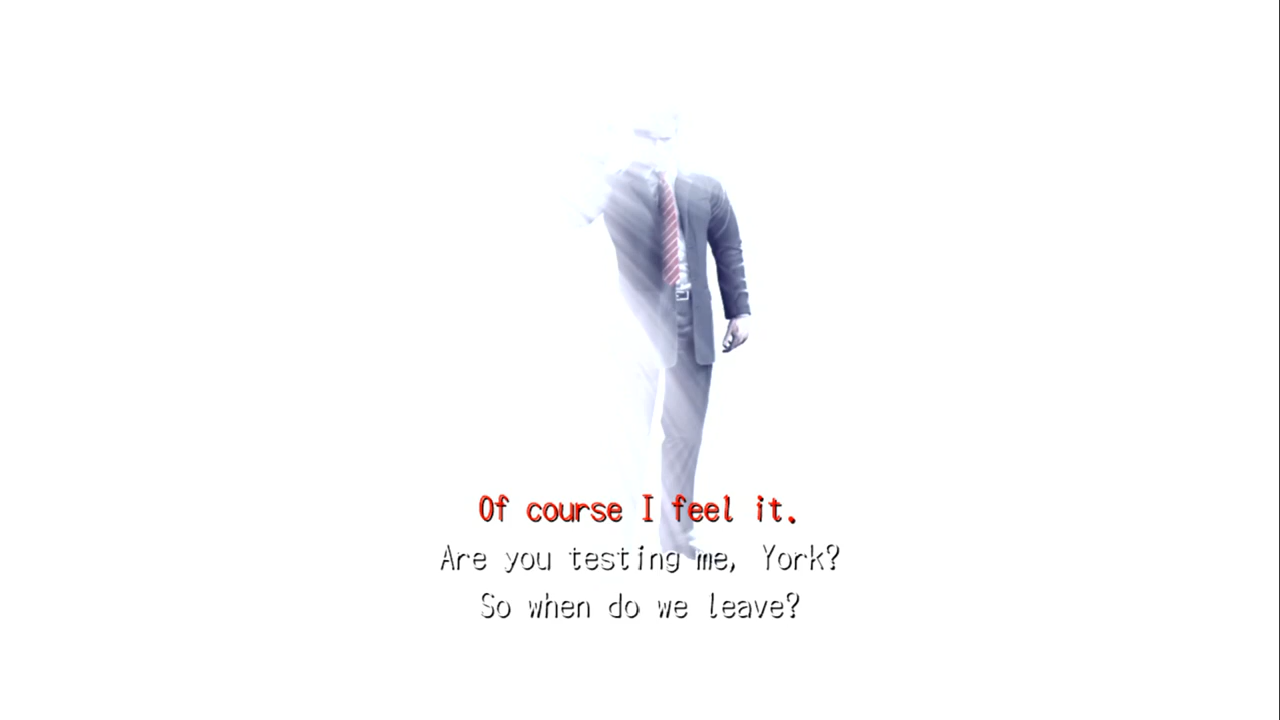 Of course I feel it.
Are you testing me, York?
So when do we leave?